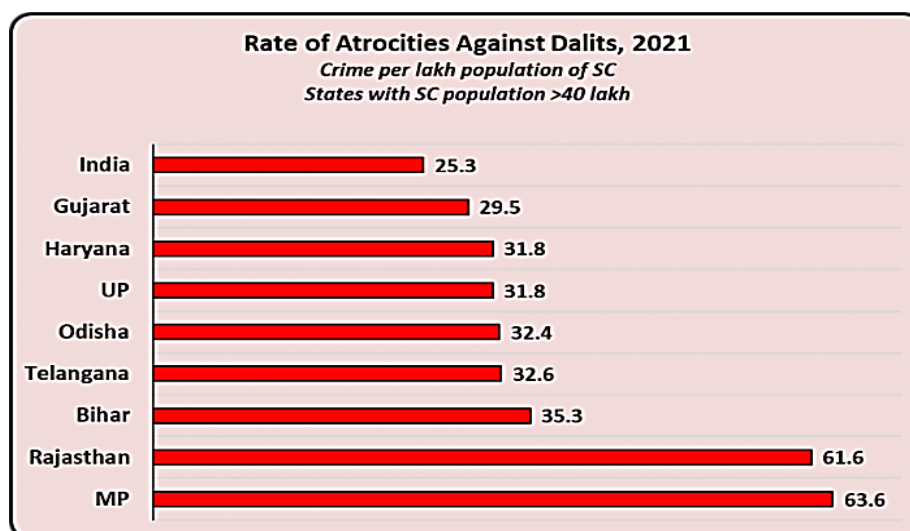 Rate of Atrocities Against Dalits, 2021
Crime per lakh population of SC
States with SC population >40 lakh
India 25.3
Gujarat 29.5
Haryana 31.8
UP 31.8
Odisha 32.4
Telangana 32.6
Bihar 35.3
Rajasthan 61.6
MP 63.6